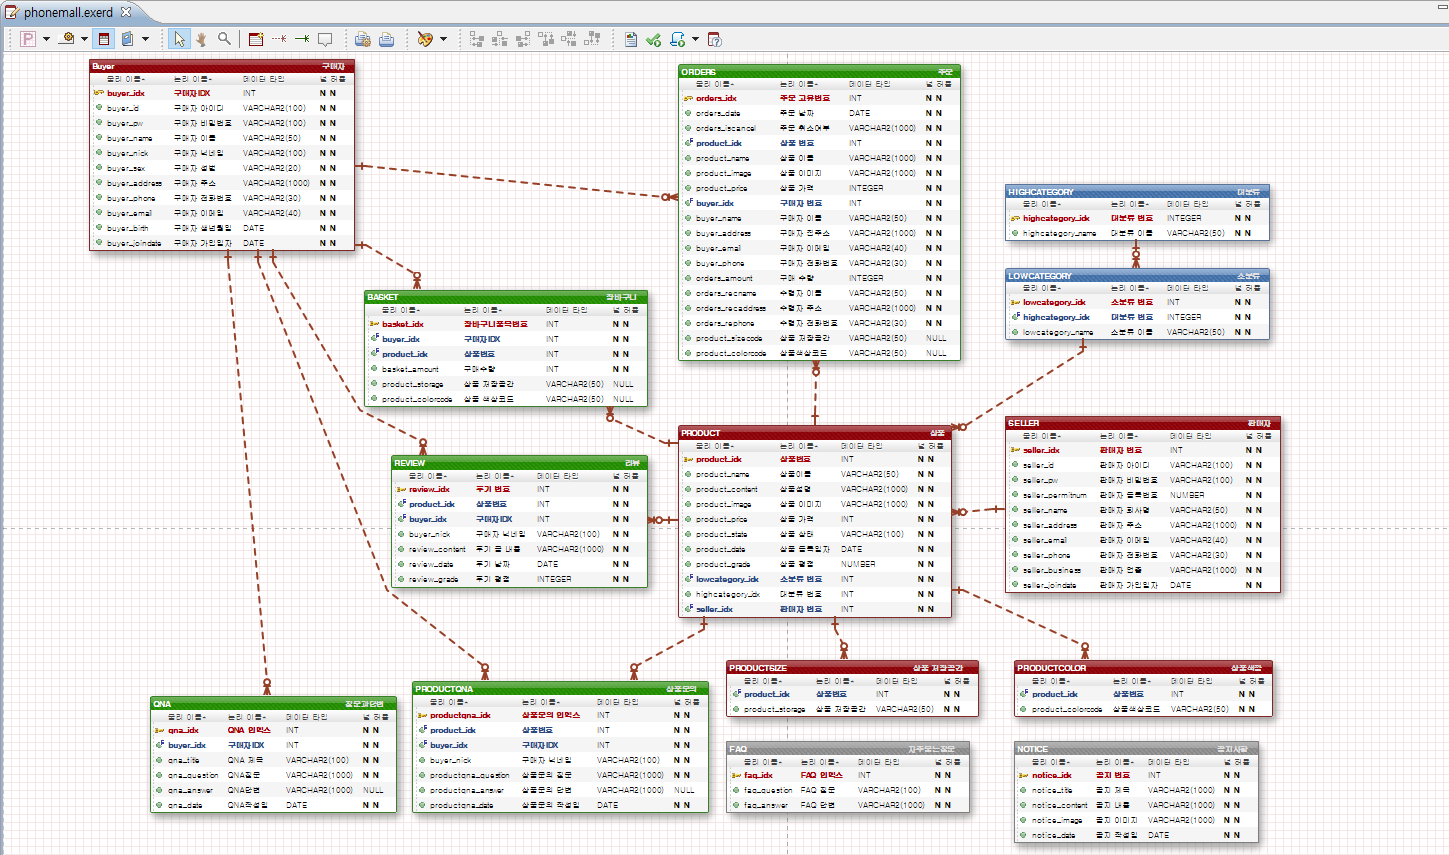 phonemall.exerd
Buyer 구매자
물리 이름 논리 이름 데이터 타입 널 허용
buyer_idx 구매자IDX INT N N
buyer_id 구매자 아이디 VARCHAR2(100) N N
buyer_pw 구매자 비밀번호 VARCHAR2(100) N N
buyer_name 구매자 이름 VARCHAR2(50) N N
buyer_nick 구매자 닉네임 VARCHAR2(100) N N
buyer_sex 구매자 성별 VARCHAR2(20) N N
buyer_address 구매자 주소 VARCHAR2(1000) N N
buyer_phone 구매자 전화번호 VARCHAR2(30) N N
buyer_email 구매자 이메일 VARCHAR2(40) N N
buyer_birth 구매자 생년월일 DATE N N
buyer_joindate 구매자 가입일자 DATE N N
ORDERS 주문
물리 이름 논리 이름 데이터 타입 널 허용
orders_idx 주문 고유번호 INT N N
orders_date 주문 날짜 DATE N N
orders_iscancel 주문 취소여부 VARCHAR2(1000) N N
product_idx 상품 번호 INT N N
product_name 상품 이름 VARCHAR2(1000) N N
product_image 상품 이미지 VARCHAR2(1000) N N
product_price 상품 가격 INTEGER N N
buyer_idx 구매자 번호 INT N N
buyer_name 구매자 이름 VARCHAR2(50) N N
buyer_address 구매자 현주소 VARCHAR2(1000) N N
buyer_email 구매자 이메일 VARCHAR2(40) N N
buyer_phone 구매자 전화번호 VARCHAR2(30) N N
orders_amount 구매 수량 INTEGER N N
orders_recname 수령자 이름 VARCHAR2(50) N N
orders_recaddress 수령자 주소 VARCHAR2(1000) N N
orders_rephone 수령자 전화번호 VARCHAR2(30) N N
product_sizecode 상품 저장공간 VARCHAR2(50) NULL
product_colorcode 상품색상코드 VARCHAR2(50) NULL
HIGHCATEGORY 대분류
물리 이름 논리 이름 데이터 타입 널 허용
highcategory_idx 대분류 번호 INTEGER N N
highcategory_name 대분류 이름 VARCHAR2(50) N N
LOWCATEGORY 소분류
물리 이름 논리 이름 데이터 타입 널 허용
lowcategory_idx 소분류 번호 INT N N
highcategory_idx 대분류 번호 INTEGER N N
lowcategory_name 소분류 이름 VARCHAR2(50) N N
BASKET 장바구니
물리 이름 논리 이름 데이터 타입 널 허용
basket_idx 장바구니품목번호 INT N N
buyer_idx 구매자IDX INT N N
product_idx 상품번호 INT N N
basket_amount 구매수량 INT N N
product_storage 상품 저장공간 VARCHAR2(50) NULL
product_colorcode 상품 색상코드 VARCHAR2(50) NULL
PRODUCT 상품
물리 이름 논리 이름 데이터 타입 널 허용
product_idx 상품번호 INT N N
product_name 상품이름 VARCHAR2(50) N N
product_content 상품설명 VARCHAR2(1000) N N
product_image 상품 이미지 VARCHAR2(1000) N N
product_price 상품 가격 INT N N
product_state 상품 상태 VARCHAR2(100) N N
product_date 상품 등록일자 DATE N N
product_grade 상품 평점 NUMBER N N
lowcategory_idx 소분류 번호 INT N N
highcategory_idx 대분류 번호 INT N N
seller_idx 판매자 번호 INT N N
SELLER 판매자
물리 이름 논리 이름 데이터 타입 널 허용
seller_idx 판매자 번호 INT N N
seller_id 판매자 아이디 VARCHAR2(100) N N
seller_pw 판매자 비밀번호 VARCHAR2(100) N N
seller_permitnum 판매자 등록번호 NUMBER N N
seller_name 판매자 회사명 VARCHAR2(50) N N
seller_address 판매자 주소 VARCHAR2(1000) N N
seller_email 판매자 이메일 VARCHAR2(40) N N
seller_phone 판매자 전화번호 VARCHAR2(30) N N
seller_business 판매자 업종 VARCHAR2(1000) N N
seller_joindate 판매자 가입일자 DATE N N
REVIEW 리뷰
물리 이름 논리 이름 데이터 타입 널 허용
review_idx 후기 번호 INT N N
product_idx 상품번호 INT N N
buyer_idx 구매자IDX INT N N
buyer_nick 구매자 닉네임 VARCHAR2(100) N N
review_content 후기 글 내용 VARCHAR2(1000) N N
review_date 후기 날짜 DATE N N
review_grade 후기 평점 INTEGER N N
QNA 질문과답변
물리 이름 논리 이름 데이터 타입 널 허용
qna_idx QNA 인덱스 INT N N
buyer_idx 구매자IDX INT N N
qna_title QNA 제목 VARCHAR2(100) N N
qna_question QNA질문 VARCHAR2(1000) N N
qna_answer QNA답변 VARCHAR2(1000) NULL
qna_date QNA작성일 DATE N N
PRODUCTQNA 상품문의
물리 이름 논리 이름 데이터 타입 널 허용
productqna_idx 상품문의 인덱스 INT N N
product_idx 상품번호 INT N N
buyer_idx 구매자IDX INT N N
buyer_nick 구매자 닉네임 VARCHAR2(100) N N
productqna_question 상품문의 질문 VARCHAR2(1000) N N
productqna_answer 상품문의 답변 VARCHAR2(1000) NULL
productqna_date 상품문의 작성일 DATE N N
PRODUCTSIZE 상품 저장공간
물리 이름 논리 이름 데이터 타입 널 허용
product_idx 상품번호 INT N N
product_storage 상품 저장공간 VARCHAR2(50) N N
PRODUCTCOLOR 상품색깔
물리 이름 논리 이름 데이터 타입 널 허용
product_idx 상품번호 INT N N
product_colorcode 상품색상코드 VARCHAR2(50) N N
FAQ 자주묻는질문
물리 이름 논리 이름 데이터 타입 널 허용
faq_idx FAQ 인덱스 INT N N
faq_question FAQ 질문 VARCHAR2(100) N N
faq_answer FAQ 답변 VARCHAR2(1000) N N
NOTICE 공지사항
물리 이름 논리 이름 데이터 타입 널 허용
notice_idx 공지 번호 INT N N
notice_title 공지 제목 VARCHAR2(100) N N
notice_content 공지 내용 VARCHAR2(1000) N N
notice_image 공지 이미지 VARCHAR2(1000) N N
notice_date 공지 작성일 DATE N N